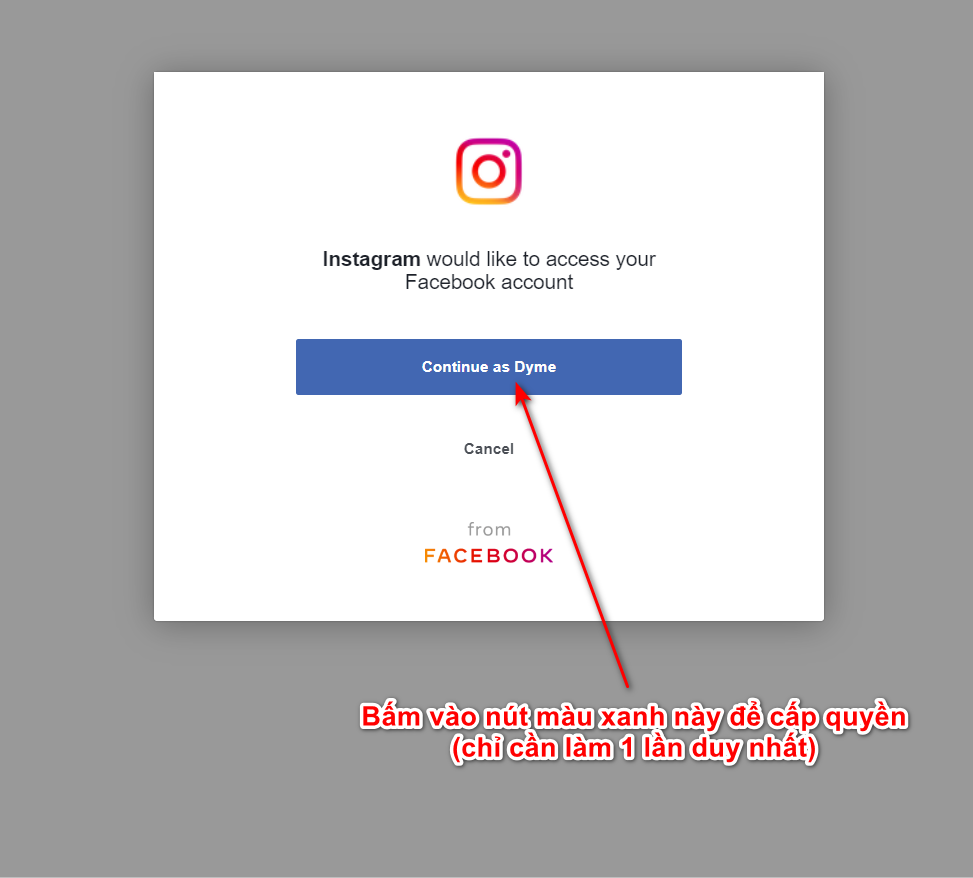 Instagram would like to access your
Facebook account
Continue as Dyme
Cancel
from
FACEBOOK
Bấm vào nút màu xanh này để cấp quyền
(chỉ cần làm 1 lần duy nhất)